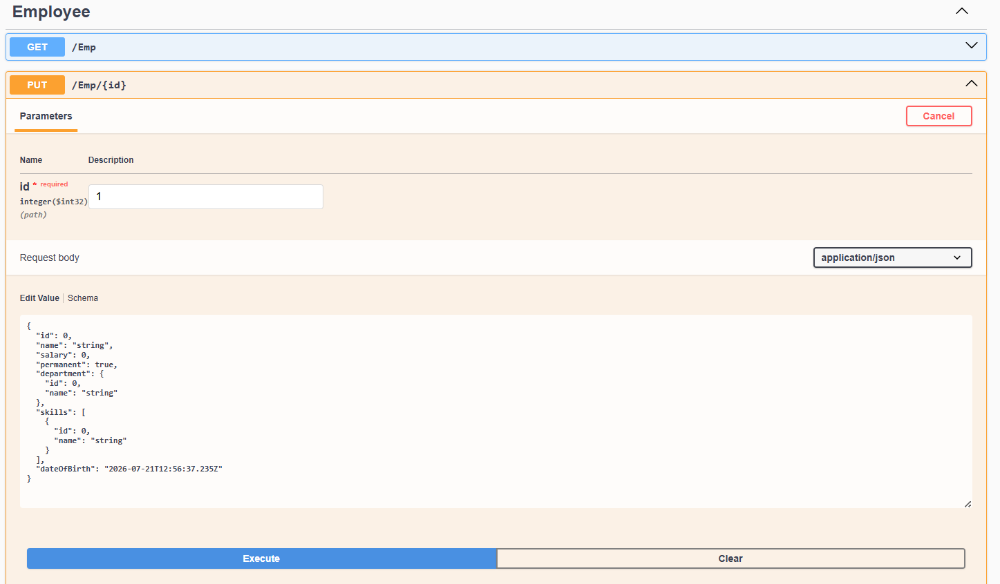 Employee
GET /Emp
PUT /Emp/{id}
Parameters Cancel
Name Description
id * required
integer($int32) 1
(path)
Request body application/json
Edit Value Schema
{
  "id": 0,
  "name": "string",
  "salary": 0,
  "permanent": true,
  "department": {
    "id": 0,
    "name": "string"
  },
  "skills": [
    {
      "id": 0,
      "name": "string"
    }
  ],
  "dateOfBirth": "2026-07-21T12:56:37.235Z"
}
Execute Clear